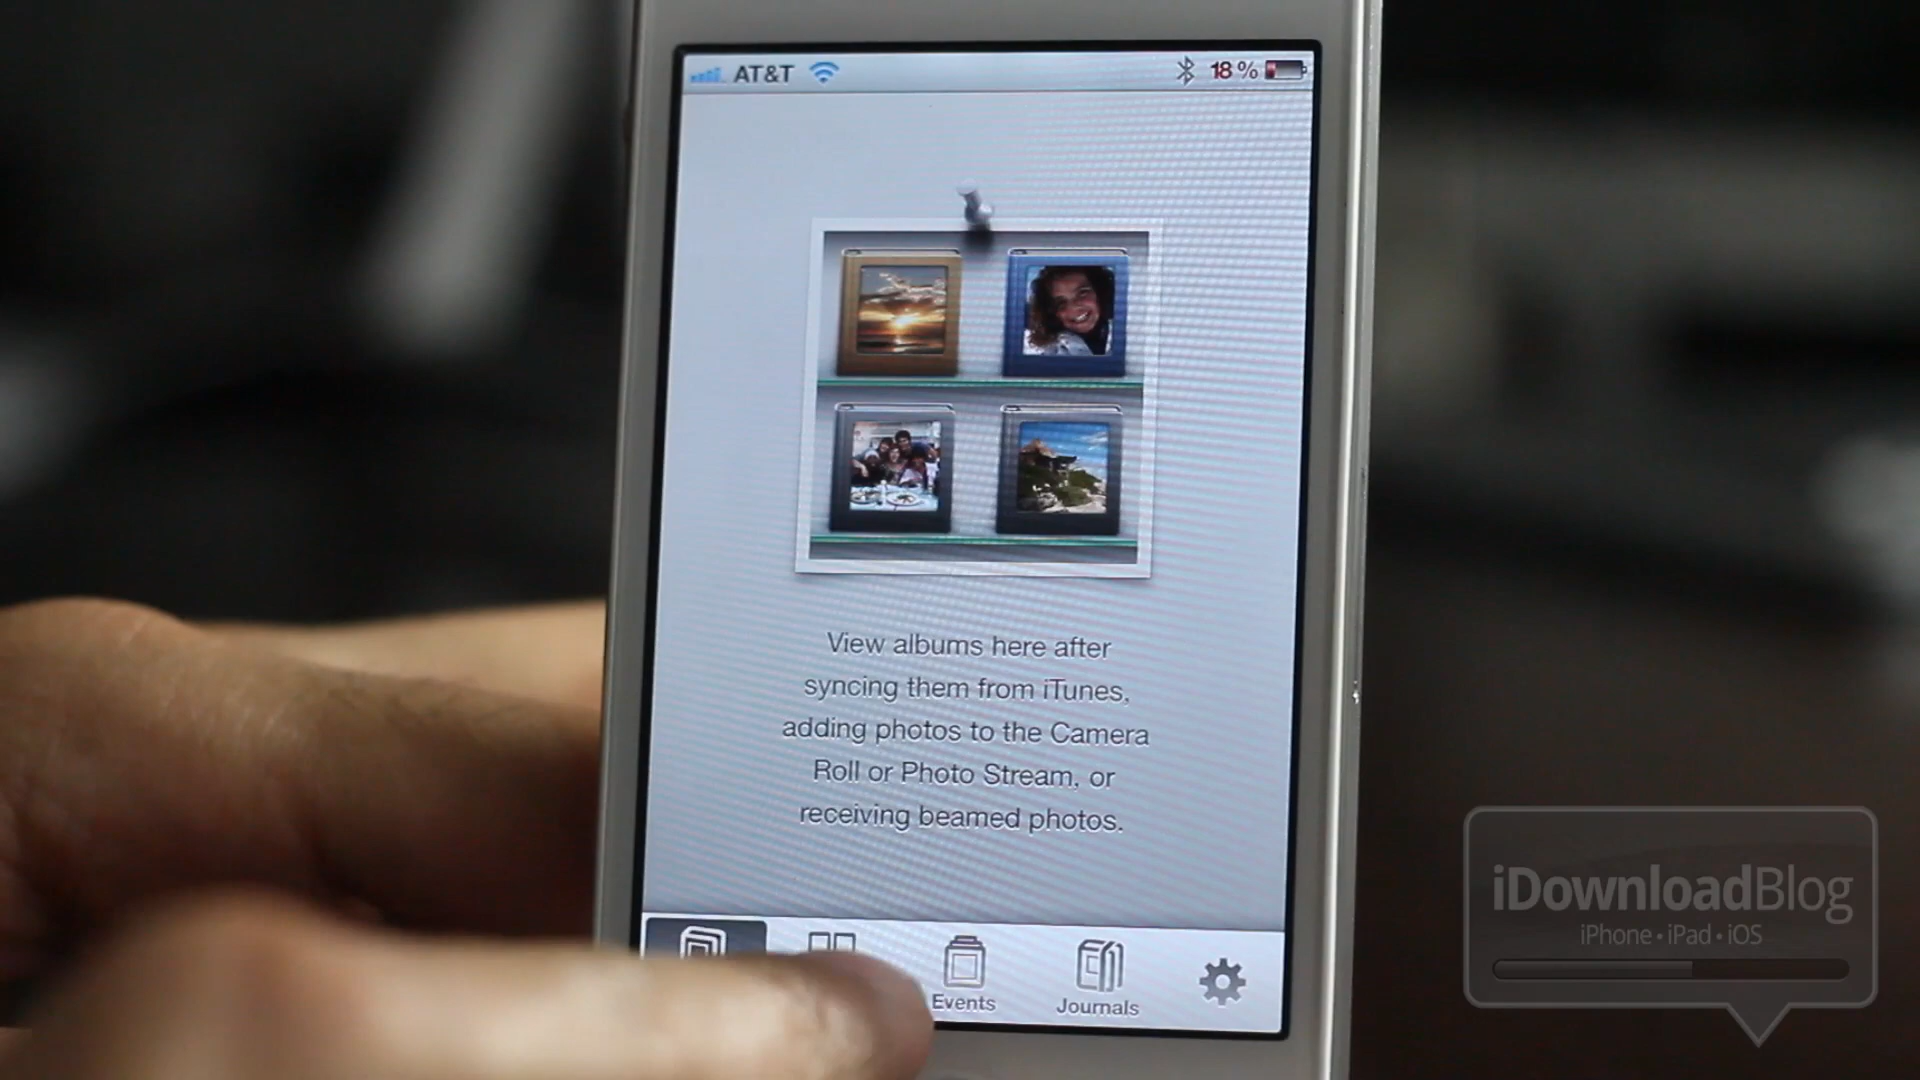 AT&T
18%
View albums here after
syncing them from iTunes,
adding photos to the Camera
Roll or Photo Stream, or
receiving beamed photos.
Events
Journals
iDownloadBlog
iPhone • iPad • iOS